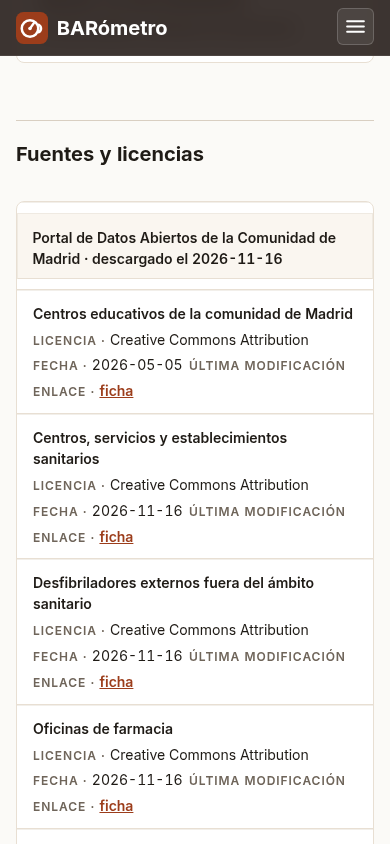 BARómetro
Fuentes y licencias
Portal de Datos Abiertos de la Comunidad de
Madrid · descargado el 2026-11-16
Centros educativos de la comunidad de Madrid
LICENCIA · Creative Commons Attribution
FECHA · 2026-05-05 ÚLTIMA MODIFICACIÓN
ENLACE · ficha
Centros, servicios y establecimientos
sanitarios
LICENCIA · Creative Commons Attribution
FECHA · 2026-11-16 ÚLTIMA MODIFICACIÓN
ENLACE · ficha
Desfibriladores externos fuera del ámbito
sanitario
LICENCIA · Creative Commons Attribution
FECHA · 2026-11-16 ÚLTIMA MODIFICACIÓN
ENLACE · ficha
Oficinas de farmacia
LICENCIA · Creative Commons Attribution
FECHA · 2026-11-16 ÚLTIMA MODIFICACIÓN
ENLACE · ficha